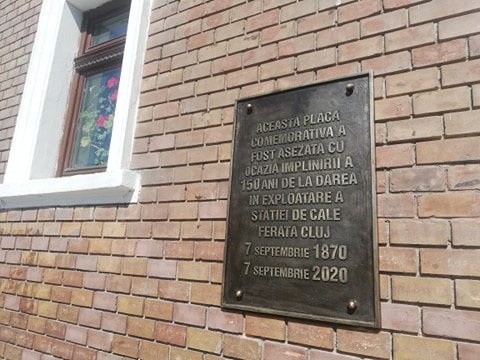 ACEASTA PLACA
COMEMORATIVA A
FOST ASEZATA CU
OCAZIA IMPLINIRII A
150 ANI DE LA DAREA
IN EXPLOATARE A
STATIEI DE CALE
FERATA CLUJ
7 SEPTEMBRIE 1870
7 SEPTEMBRIE 2020